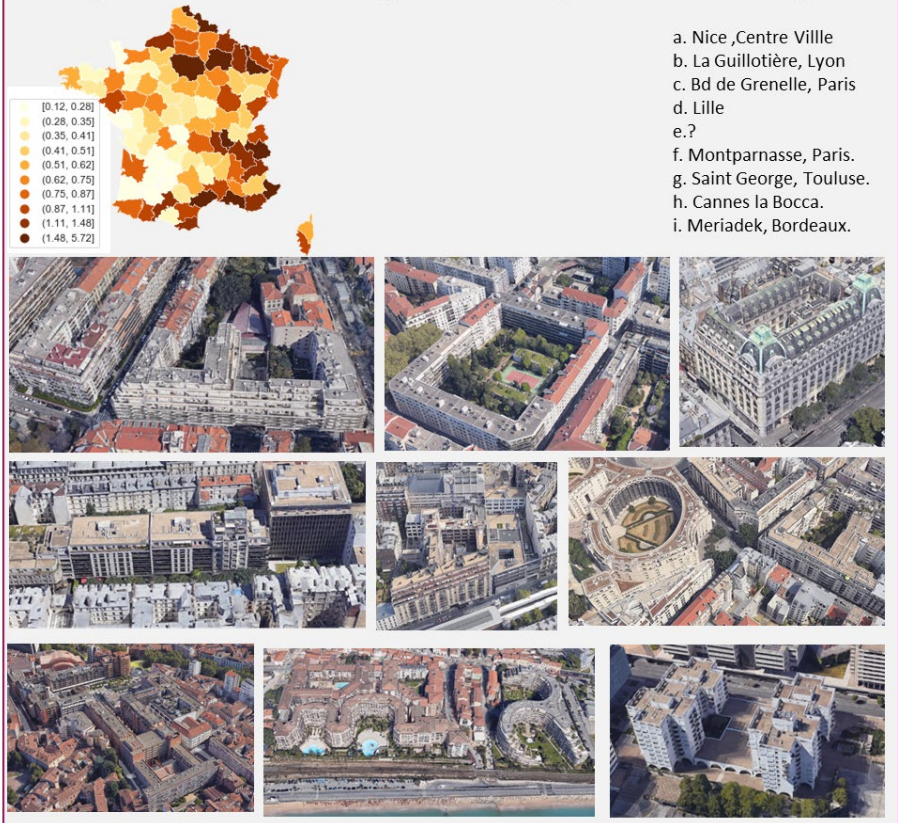 a. Nice ,Centre Villle
b. La Guillotière, Lyon
c. Bd de Grenelle, Paris
d. Lille
e.?
f. Montparnasse, Paris.
g. Saint George, Touluse.
h. Cannes la Bocca.
i. Meriadek, Bordeaux.
[0.12, 0.28]
(0.28, 0.35]
(0.35, 0.41]
(0.41, 0.51]
(0.51, 0.62]
(0.62, 0.75]
(0.75, 0.87]
(0.87, 1.11]
(1.11, 1.48]
(1.48, 5.72]